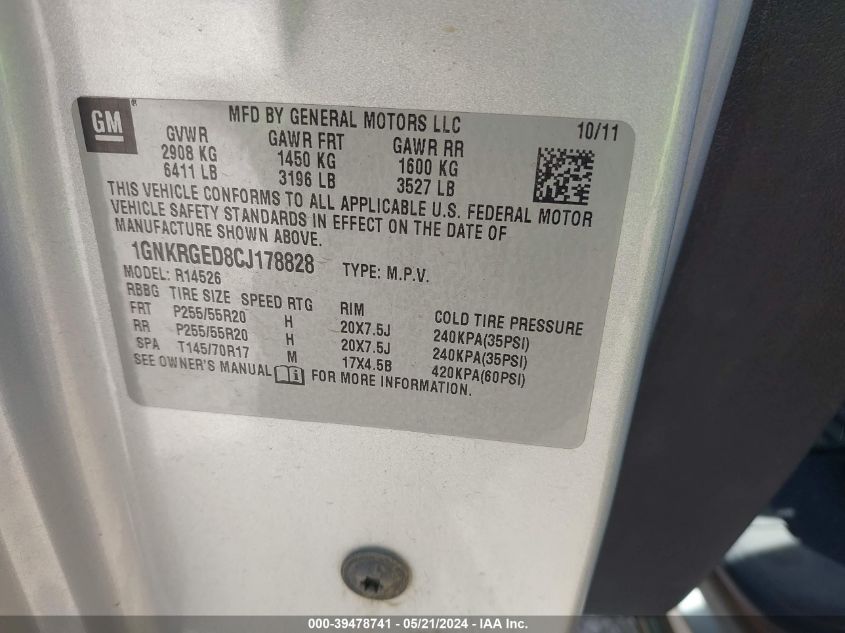 GM® MFD BY GENERAL MOTORS LLC 10/11
GVWR GAWR FRT GAWR RR
2908 KG 1450 KG 1600 KG
6411 LB 3196 LB 3527 LB
THIS VEHICLE CONFORMS TO ALL APPLICABLE U.S. FEDERAL MOTOR
VEHICLE SAFETY STANDARDS IN EFFECT ON THE DATE OF
MANUFACTURE SHOWN ABOVE.
1GNKRGED8CJ178828 TYPE: M.P.V.
MODEL: R14526
RBBG TIRE SIZE SPEED RTG RIM COLD TIRE PRESSURE
FRT P255/55R20 H 20X7.5J 240KPA(35PSI)
RR P255/55R20 H 20X7.5J 240KPA(35PSI)
SPA T145/70R17 M 17X4.5B 420KPA(60PSI)
SEE OWNER'S MANUAL FOR MORE INFORMATION.
000-39478741 - 05/21/2024 - IAA Inc.